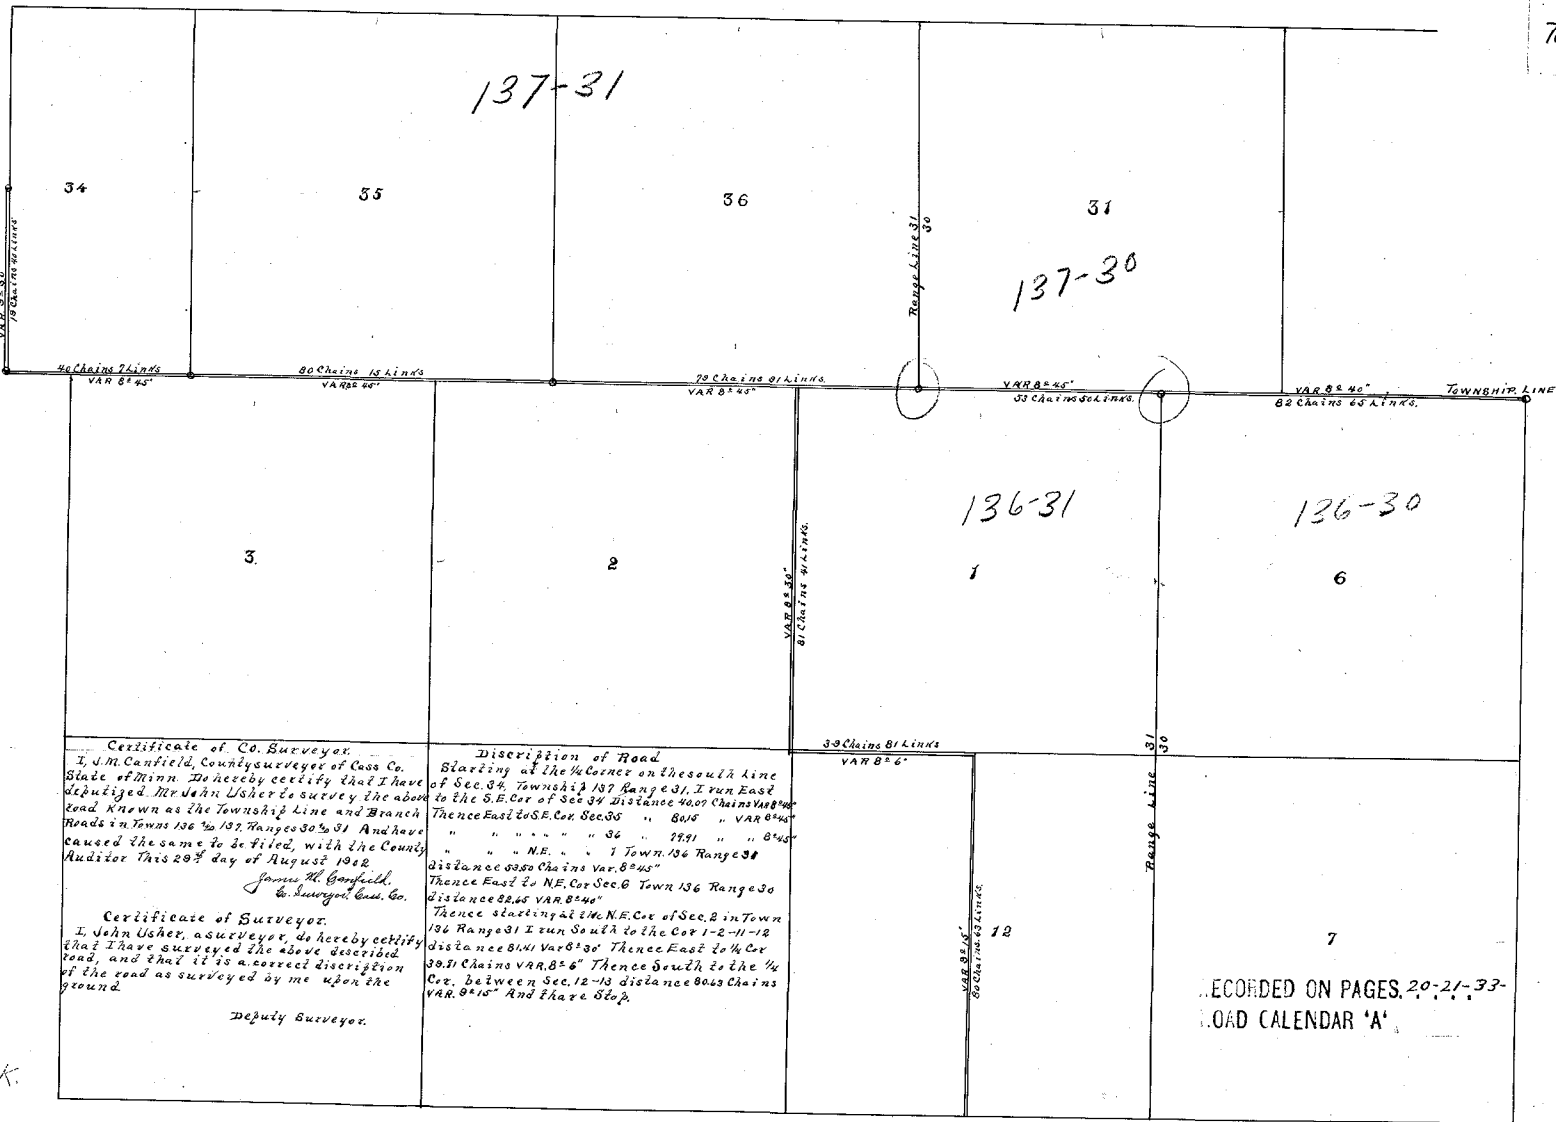 137-31
34
35
36
31
Range Line 31
30
137-30
18 Chains 40 Links
40 Chains 7 Links
VAR 8° 45'
80 Chains 15 Links
VAR 8° 45'
79 Chains 91 Links.
VAR 8° 45"
VAR 8° 45"
53 Chains 50 Links.
VAR 8° 40"
82 Chains 65 Links.
TOWNSHIP. LINE
136-31
136-30
3.
2
1
6
VAR 8° 30"
81 Chains 41 Links.
39 Chains 81 Links
VAR 8° 6"
Range Line 31
30
VAR 9° 15"
80 Chains. 63 Links.
12
7
Certificate of Co. Surveyor.
I, J.M. Canfield, County surveyor of Cass Co.
State of Minn. Do hereby certify that I have
deputized Mr. John Usher to survey the above
road known as the Township Line and Branch
Roads in Towns 136 to 137. Ranges 30 to 31 And have
caused the same to be filed, with the County
Auditor This 29th day of August 1902
James M. Canfield.
Co. Surveyor. Cass. Co.
Certificate of Surveyor.
I, John Usher, a surveyor, do hereby certify
that I have surveyed the above described
road, and that it is a correct discription
of the road as surveyed by me upon the
ground
Deputy Surveyor.
Discription of Road
Starting at the ¼ Corner on the south Line
of Sec. 34, Township 137 Range 31, I run East
to the S.E. Cor of Sec 34 Distance 40.07 Chains VAR 8°45"
Thence East to S.E. Cor. Sec. 35 " 80.15 " VAR 8°45"
" " " " " 36 " 79.91 " " 8°45"
" " " N.E. " " 1 Town. 136 Range 31
distance 53.50 Chains Var. 8°45"
Thence East to N.E. Cor Sec. 6 Town 136 Range 30
distance 82.65 VAR. 8°40"
Thence starting at the N.E. Cor of Sec. 2 in Town
136 Range 31 I run South to the Cor 1-2-11-12
distance 81.41 Var 8°30' Thence East to ¼ Cor
39.81 Chains VAR. 8° 6" Thence South to the ¼
Cor. between Sec. 12-13 distance 80.63 Chains
VAR. 9°15" And thare Stop.
.ECORDED ON PAGES. 20-21-33-
.OAD CALENDAR 'A'
K.